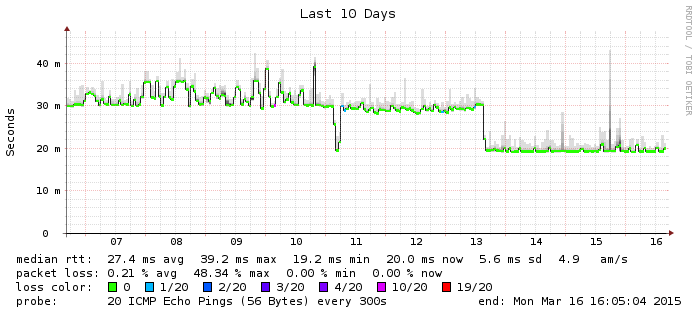 Last 10 Days
RRDTOOL / TOBI OETIKER
Seconds
40 m
30 m
20 m
10 m
0
07 08 09 10 11 12 13 14 15 16
median rtt: 27.4 ms avg 39.2 ms max 19.2 ms min 20.0 ms now 5.6 ms sd 4.9 am/s
packet loss: 0.21 % avg 48.34 % max 0.00 % min 0.00 % now
loss color: 0 1/20 2/20 3/20 4/20 10/20 19/20
probe: 20 ICMP Echo Pings (56 Bytes) every 300s end: Mon Mar 16 16:05:04 2015